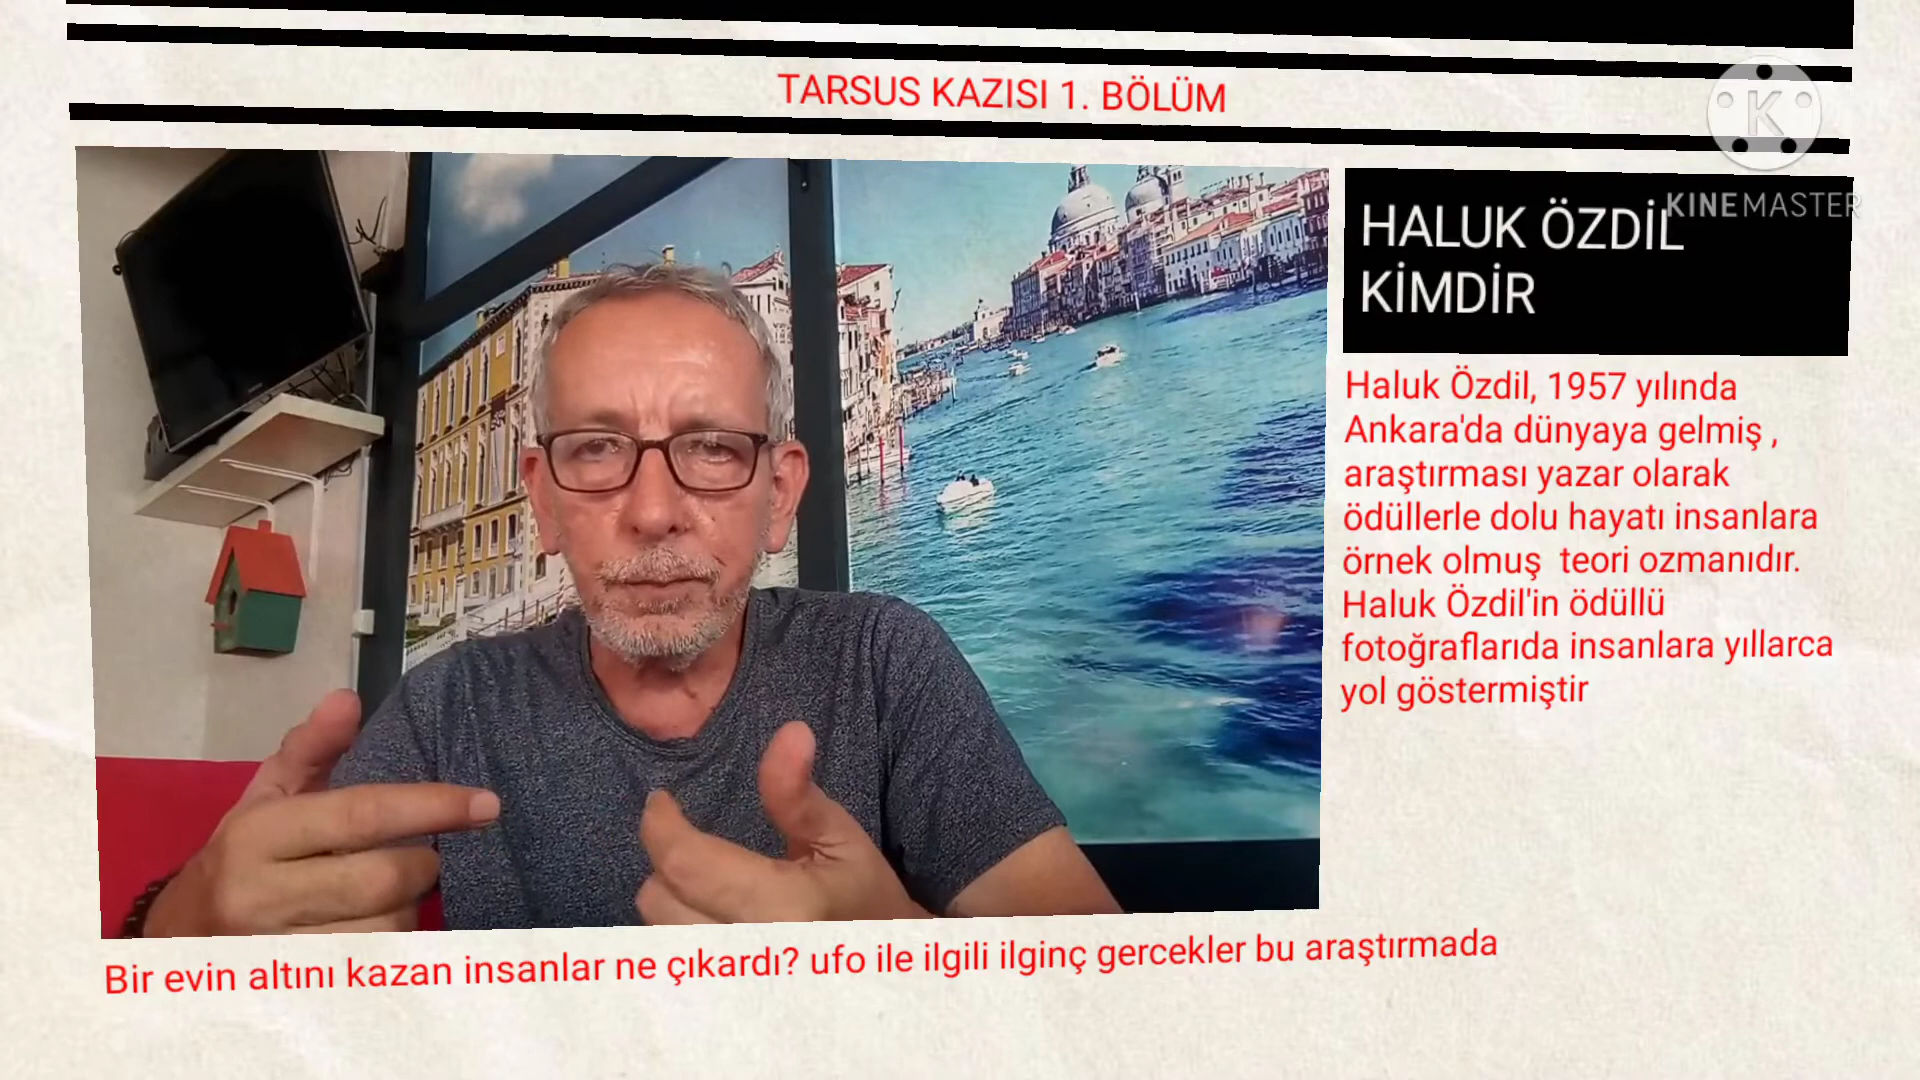 TARSUS KAZISI 1. BÖLÜM
K
KINEMASTER
HALUK ÖZDİL
KİMDİR
Haluk Özdil, 1957 yılında
Ankara'da dünyaya gelmiş ,
araştırması yazar olarak
ödüllerle dolu hayatı insanlara
örnek olmuş  teori ozmanıdır.
Haluk Özdil'in ödüllü
fotoğraflarıda insanlara yıllarca
yol göstermiştir
Bir evin altını kazan insanlar ne çıkardı? ufo ile ilgili ilginç gercekler bu araştırmada